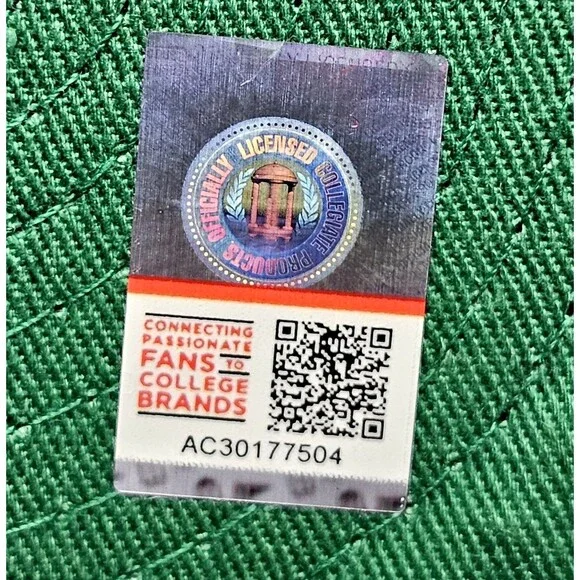 OFFICIALLY LICENSED COLLEGIATE PRODUCTS
CONNECTING
PASSIONATE
FANS TO
COLLEGE
BRANDS
AC30177504